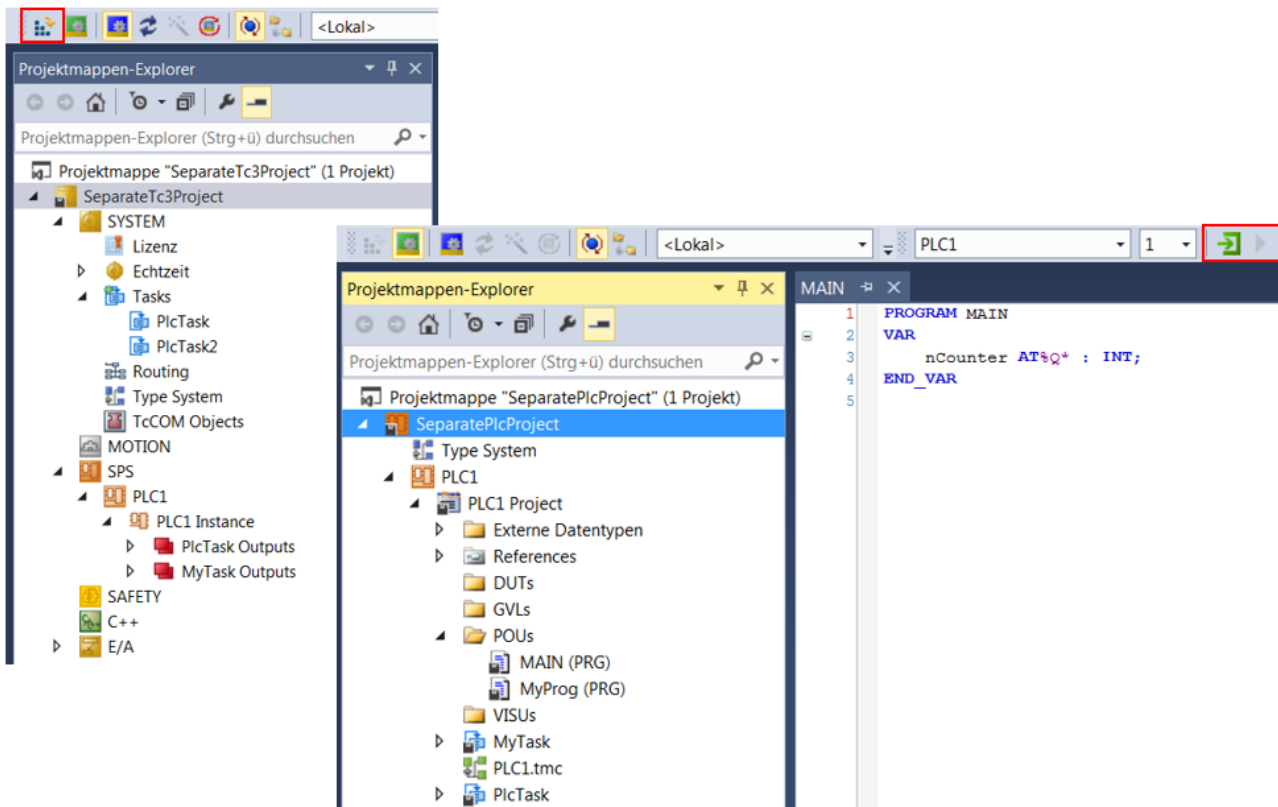 <Lokal>
Projektmappen-Explorer
Projektmappen-Explorer (Strg+ü) durchsuchen
Projektmappe "SeparateTc3Project" (1 Projekt)
SeparateTc3Project
SYSTEM
Lizenz
Echtzeit
Tasks
PlcTask
PlcTask2
Routing
Type System
TcCOM Objects
MOTION
SPS
PLC1
PLC1 Instance
PlcTask Outputs
MyTask Outputs
SAFETY
C++
E/A
<Lokal> PLC1 1
Projektmappen-Explorer
Projektmappen-Explorer (Strg+ü) durchsuchen
Projektmappe "SeparatePlcProject" (1 Projekt)
SeparatePlcProject
Type System
PLC1
PLC1 Project
Externe Datentypen
References
DUTs
GVLs
POUs
MAIN (PRG)
MyProg (PRG)
VISUs
MyTask
PLC1.tmc
PlcTask
MAIN
1 PROGRAM MAIN
2 VAR
3 nCounter AT%Q* : INT;
4 END_VAR
5